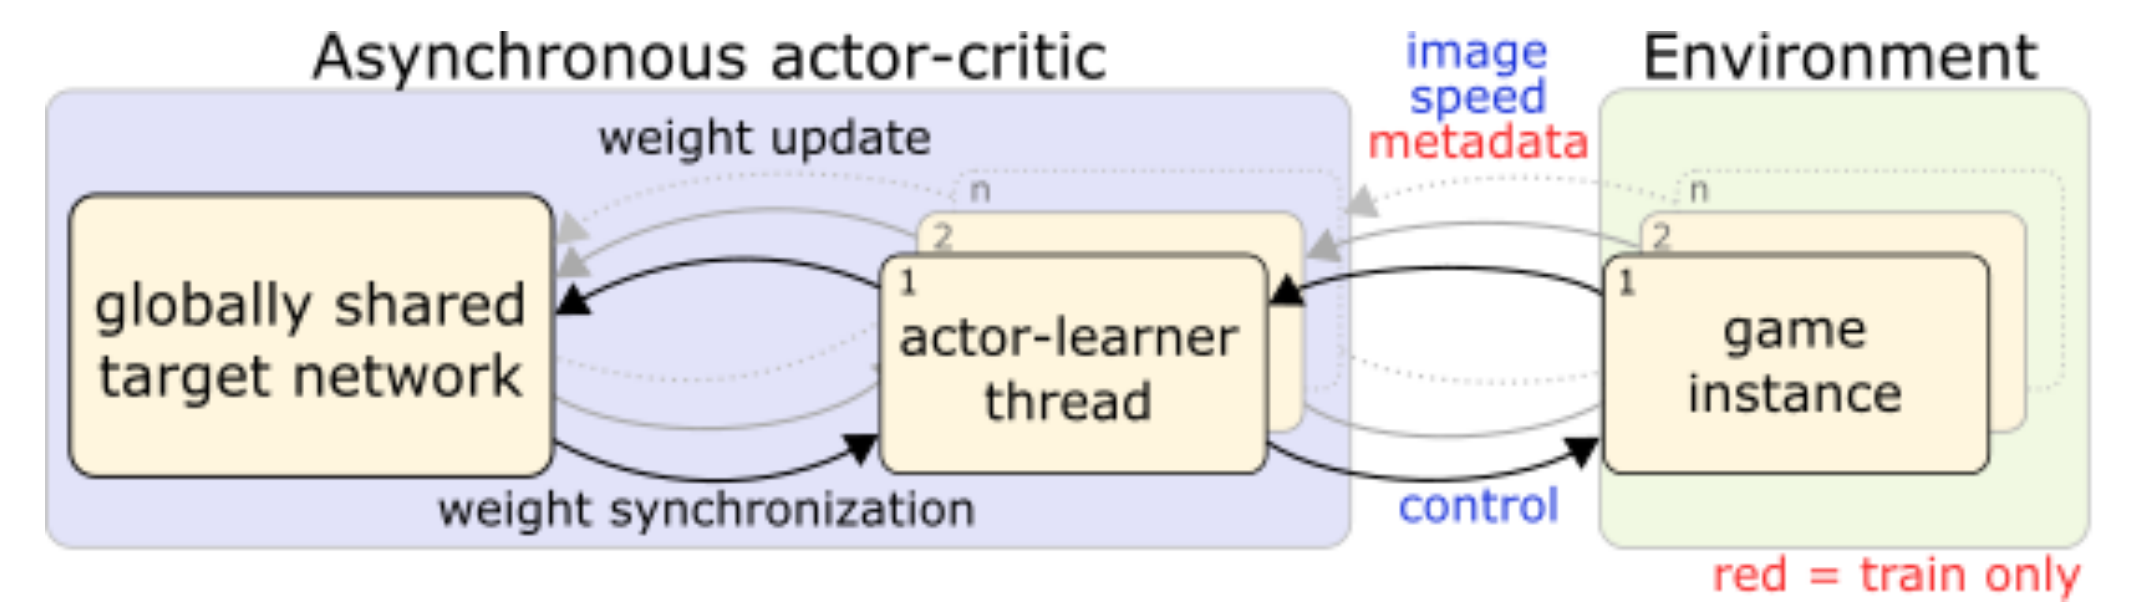 Asynchronous actor-critic
image
speed
metadata
Environment
weight update
n
2
1
globally shared
target network
actor-learner
thread
n
2
1
game
instance
weight synchronization
control
red = train only